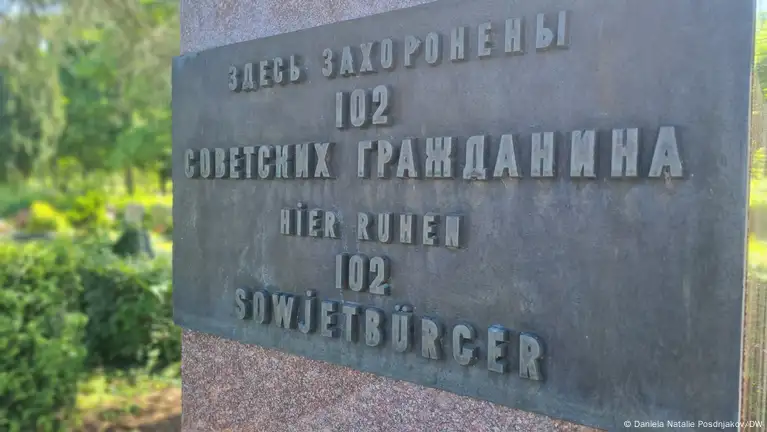 ЗДЕСЬ ЗАХОРОНЕНЫ
102
СОВЕТСКИХ ГРАЖДАНИНА
HIER RUHEN
102
SOWJETBÜRGER
© Daniela Natalie Posdnjakov/DW